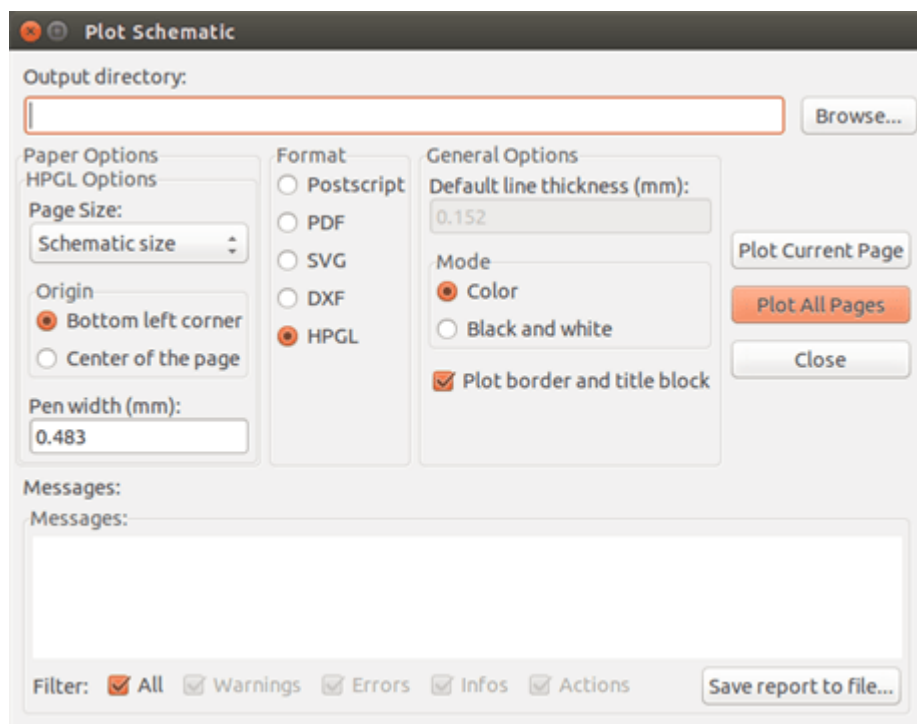 Plot Schematic
Output directory:
Browse...
Paper Options
HPGL Options
Page Size:
Schematic size
Origin
Bottom left corner
Center of the page
Pen width (mm):
0.483
Format
Postscript
PDF
SVG
DXF
HPGL
General Options
Default line thickness (mm):
0.152
Mode
Color
Black and white
Plot border and title block
Plot Current Page
Plot All Pages
Close
Messages:
Messages:
Filter: All Warnings Errors Infos Actions
Save report to file...